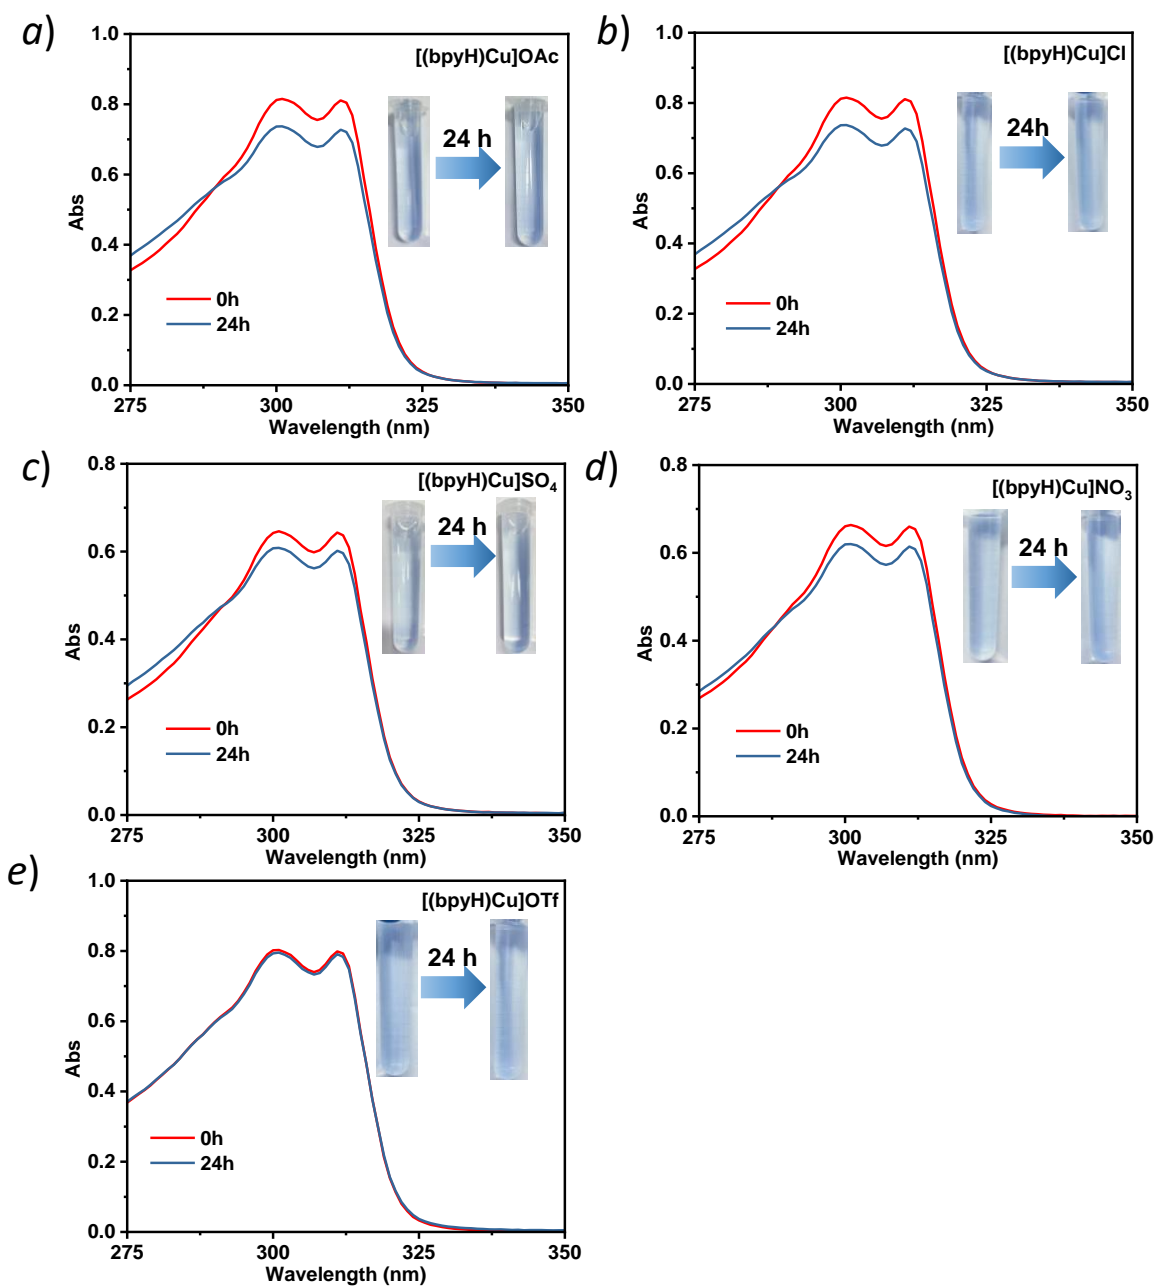 a)
[(bpyH)Cu]OAc
1.0
0.8
0.6
0.4
0.2
0.0
Abs
24 h
0h
24h
275 300 325 350
Wavelength (nm)
b)
[(bpyH)Cu]Cl
1.0
0.8
0.6
0.4
0.2
0.0
Abs
24h
0h
24h
275 300 325 350
Wavelength (nm)
c)
[(bpyH)Cu]SO₄
0.8
0.6
0.4
0.2
0.0
Abs
24 h
0h
24h
275 300 325 350
Wavelength (nm)
d)
[(bpyH)Cu]NO₃
0.8
0.6
0.4
0.2
0.0
Abs
24 h
0h
24h
275 300 325 350
Wavelength (nm)
e)
[(bpyH)Cu]OTf
1.0
0.8
0.6
0.4
0.2
0.0
Abs
24 h
0h
24h
275 300 325 350
Wavelength (nm)